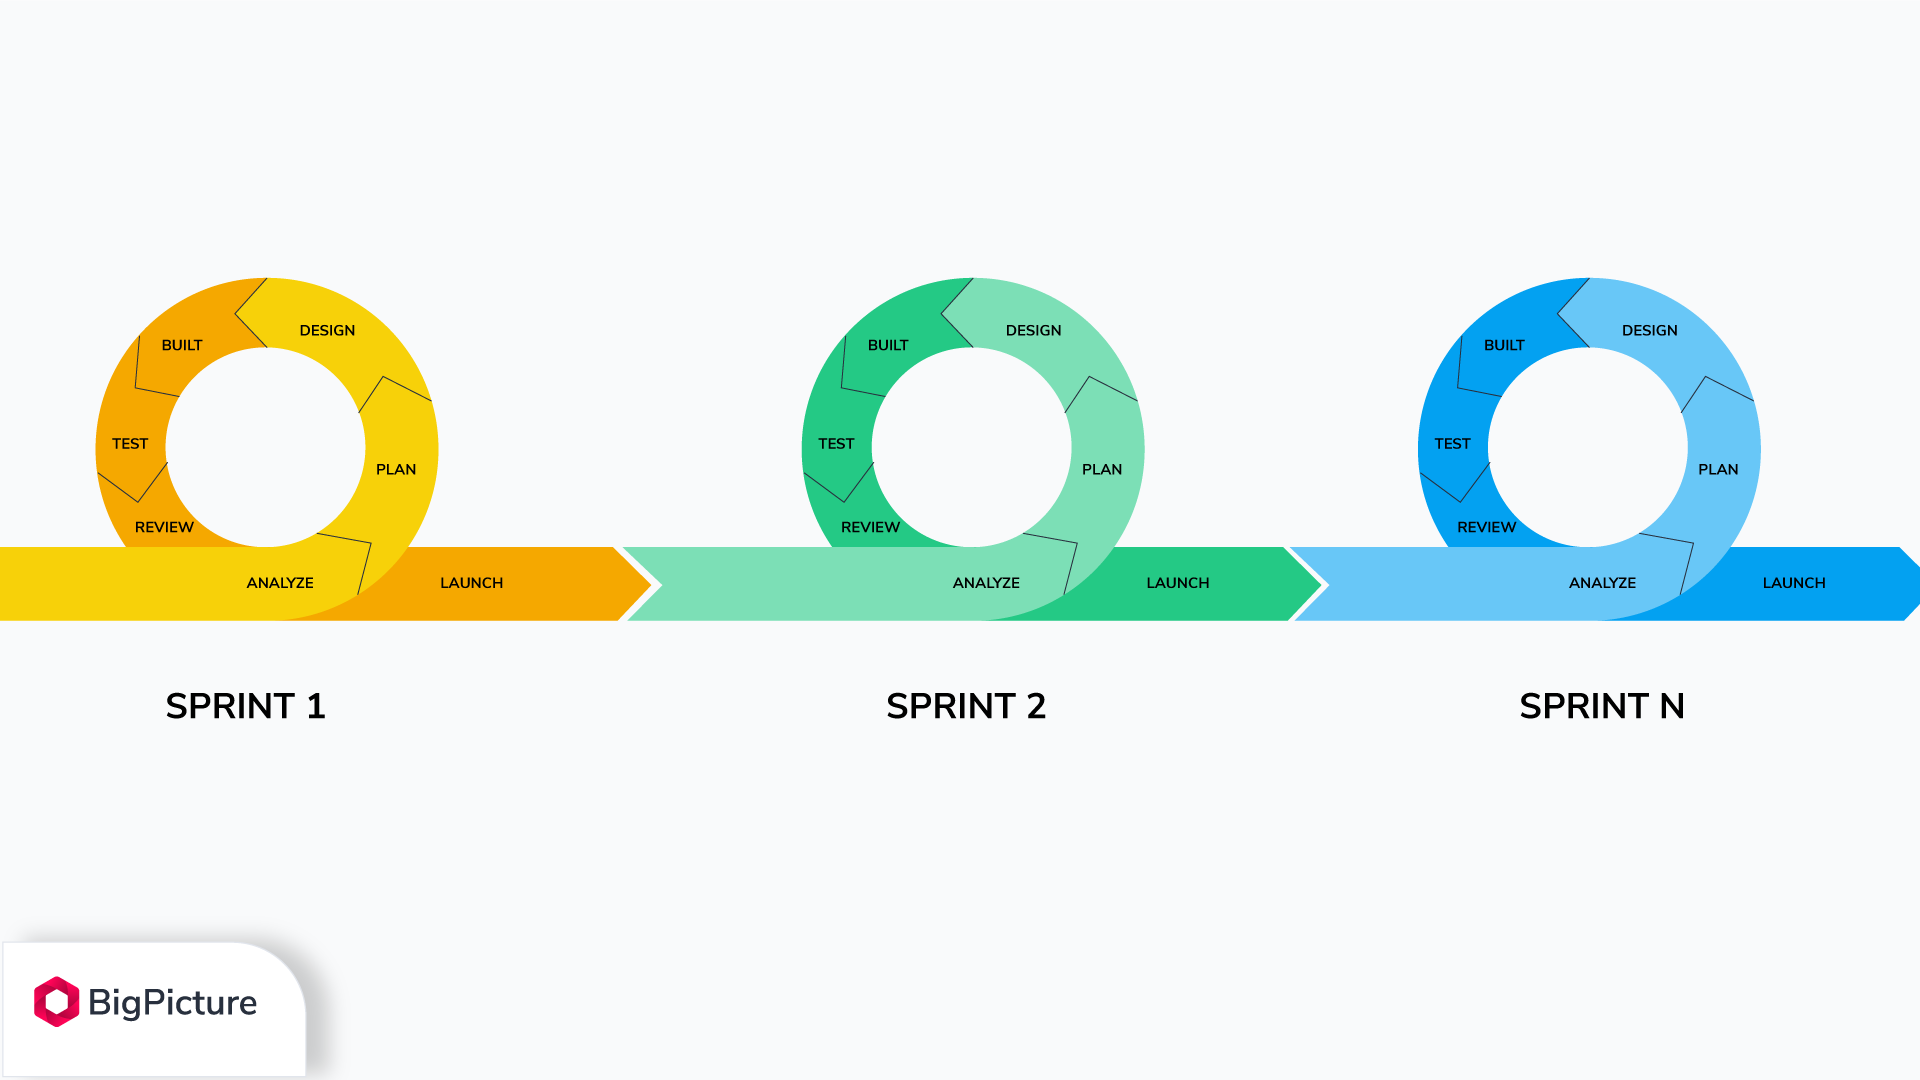 DESIGN
BUILT
TEST
PLAN
REVIEW
ANALYZE
LAUNCH
SPRINT 1
DESIGN
BUILT
TEST
PLAN
REVIEW
ANALYZE
LAUNCH
SPRINT 2
DESIGN
BUILT
TEST
PLAN
REVIEW
ANALYZE
LAUNCH
SPRINT N
BigPicture